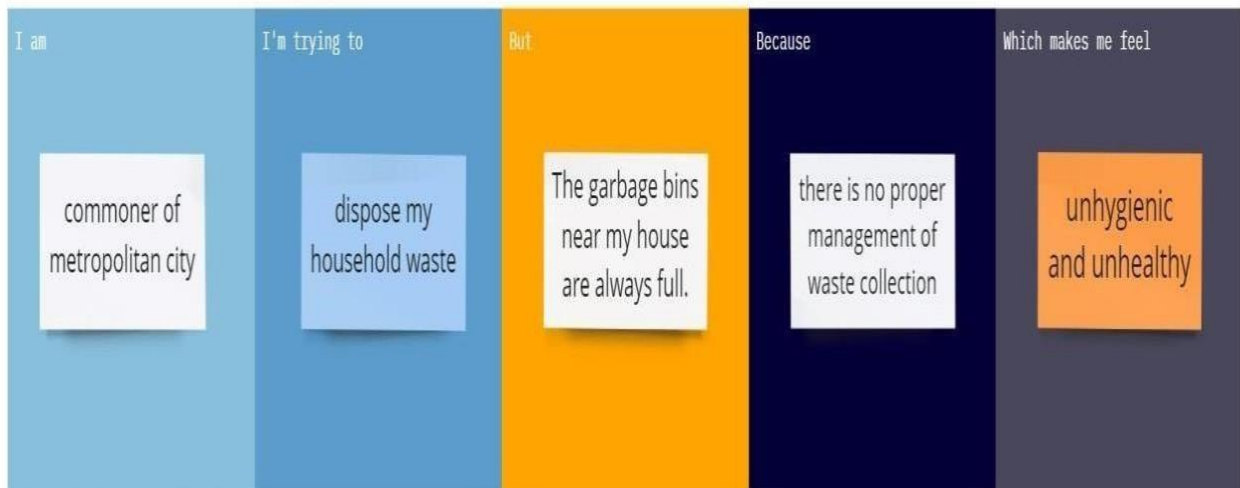 I am
commoner of
metropolitan city
I'm trying to
dispose my
household waste
But
The garbage bins
near my house
are always full.
Because
there is no proper
management of
waste collection
Which makes me feel
unhygienic
and unhealthy